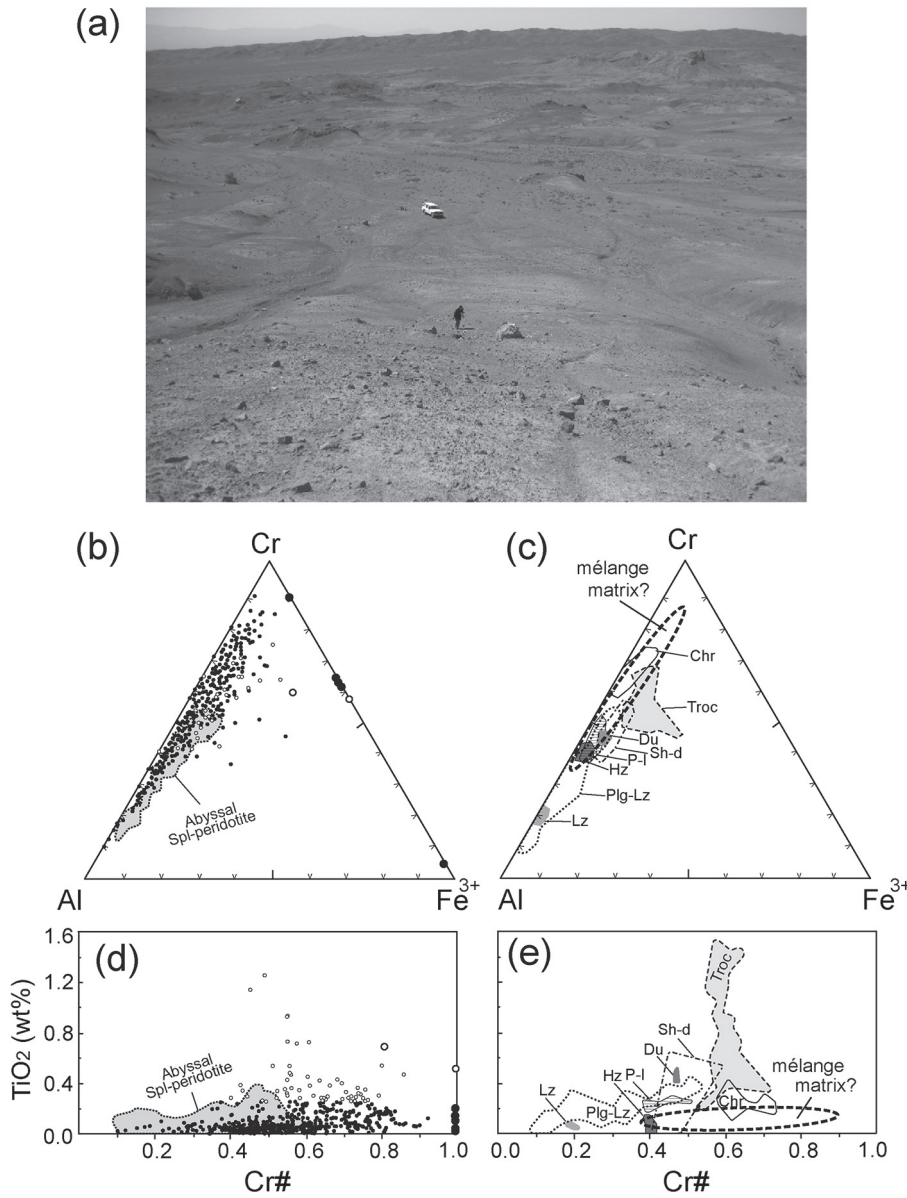 (a)
(b)
Cr
Abyssal
Spl-peridotite
Al
Fe3+
(c)
Cr
mélange
matrix?
Chr
Troc
Du
Sh-d
P-I
Hz
Plg-Lz
Lz
Al
Fe3+
(d)
TiO2 (wt%)
1.6
1.2
0.8
0.4
0.0
Abyssal
Spl-peridotite
0.2
0.4
0.6
0.8
1.0
Cr#
(e)
Troc
Sh-d
Du
Hz P-I
mélange
matrix?
Lz
Plg-Lz
Chr
0.0
0.2
0.4
0.6
0.8
1.0
Cr#